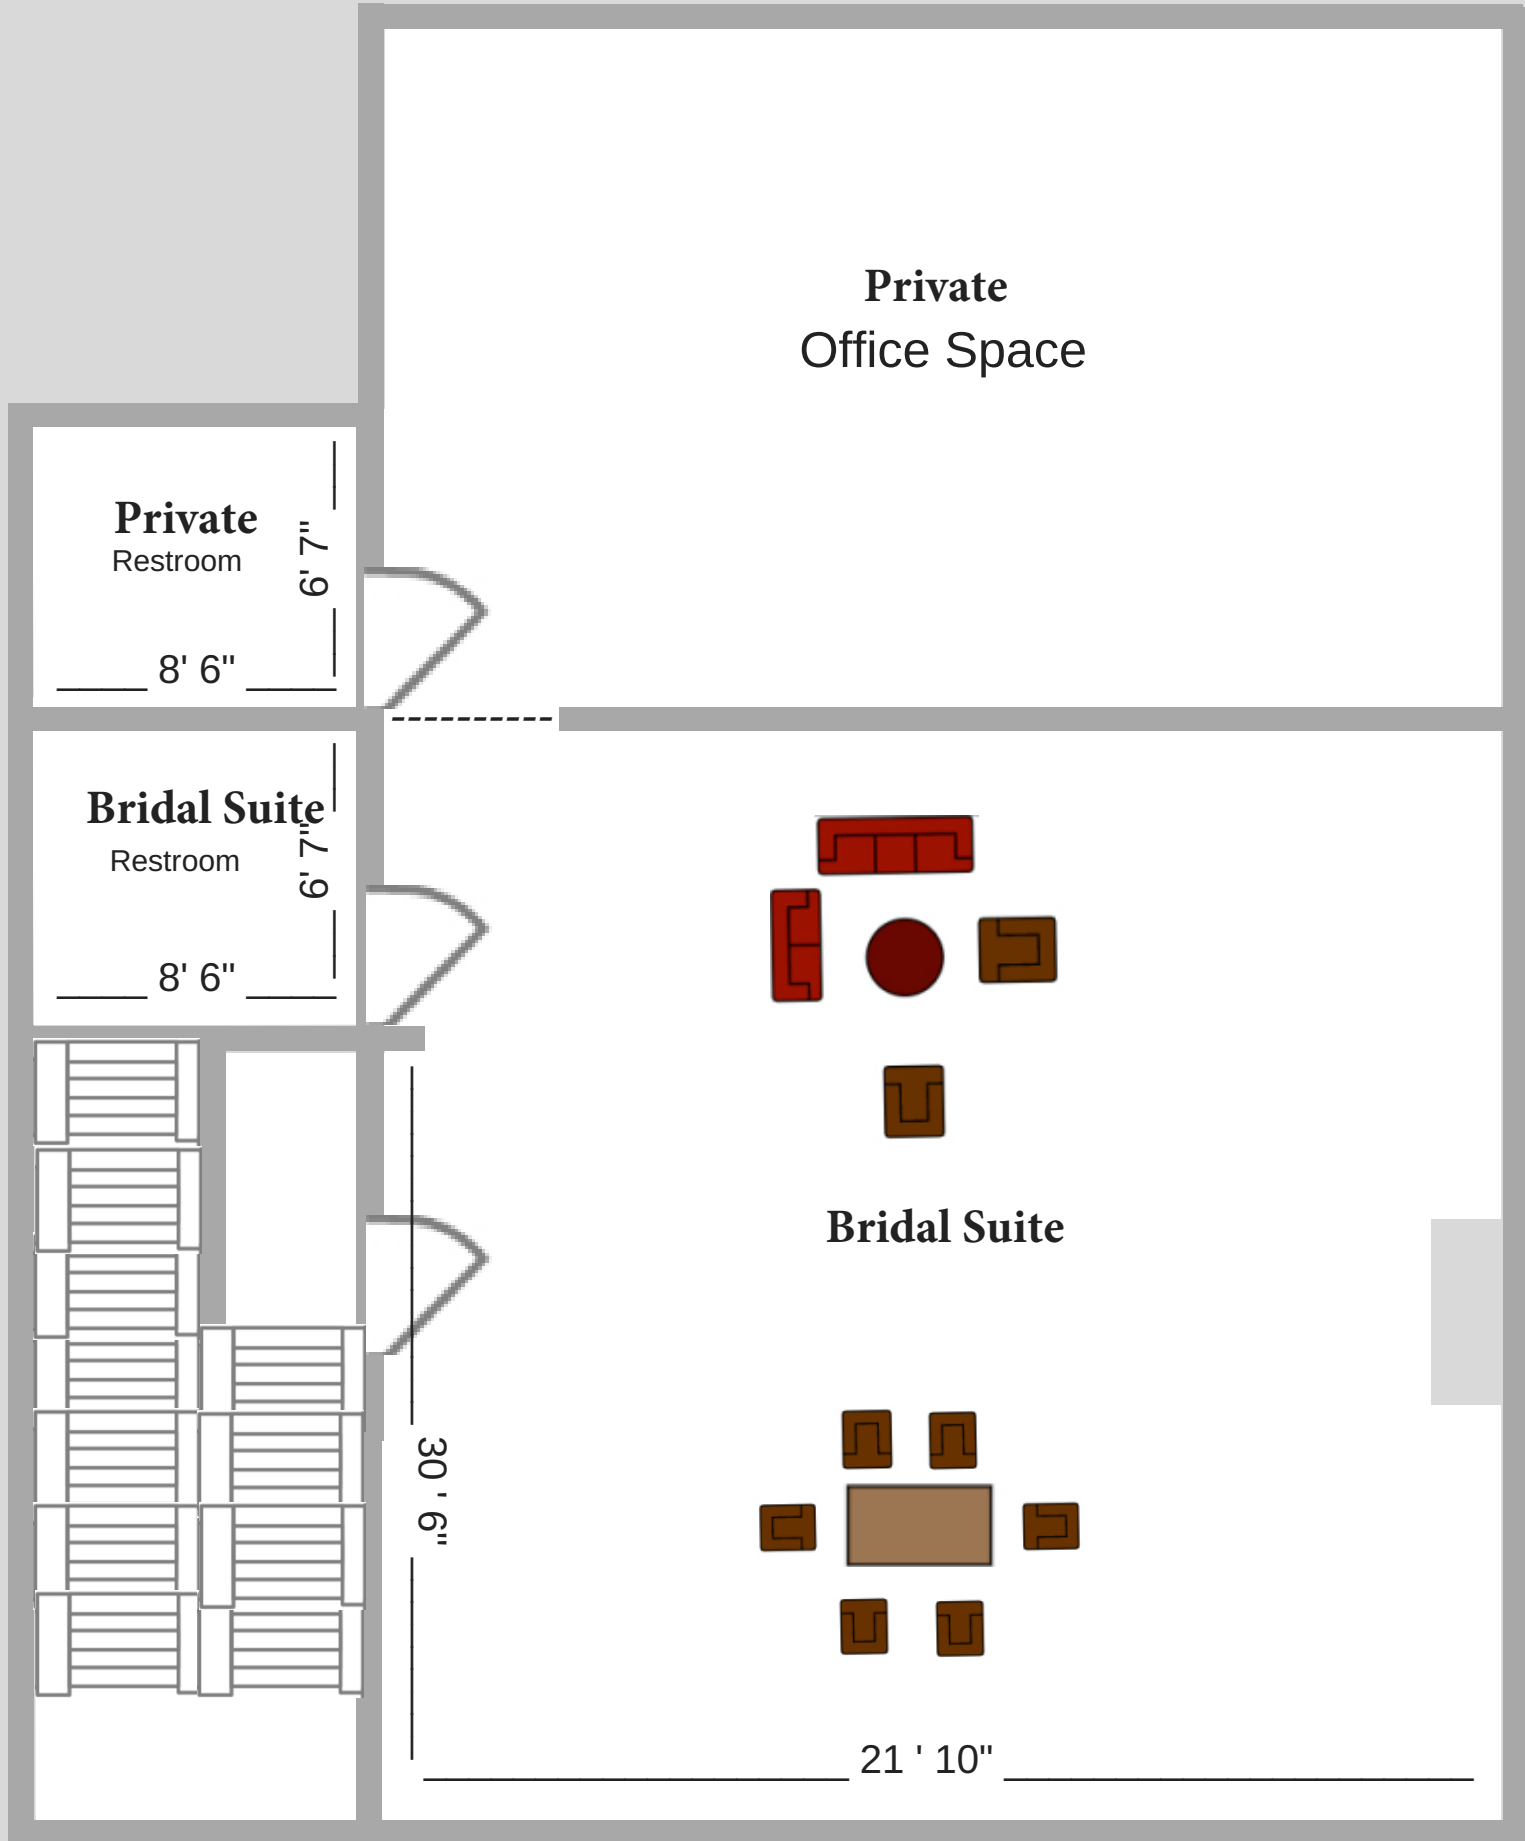 Private
Office Space
Private
Restroom
6' 7"
8' 6"
Bridal Suite
Restroom
6' 7"
8' 6"
Bridal Suite
30 ' 6"
21 ' 10"